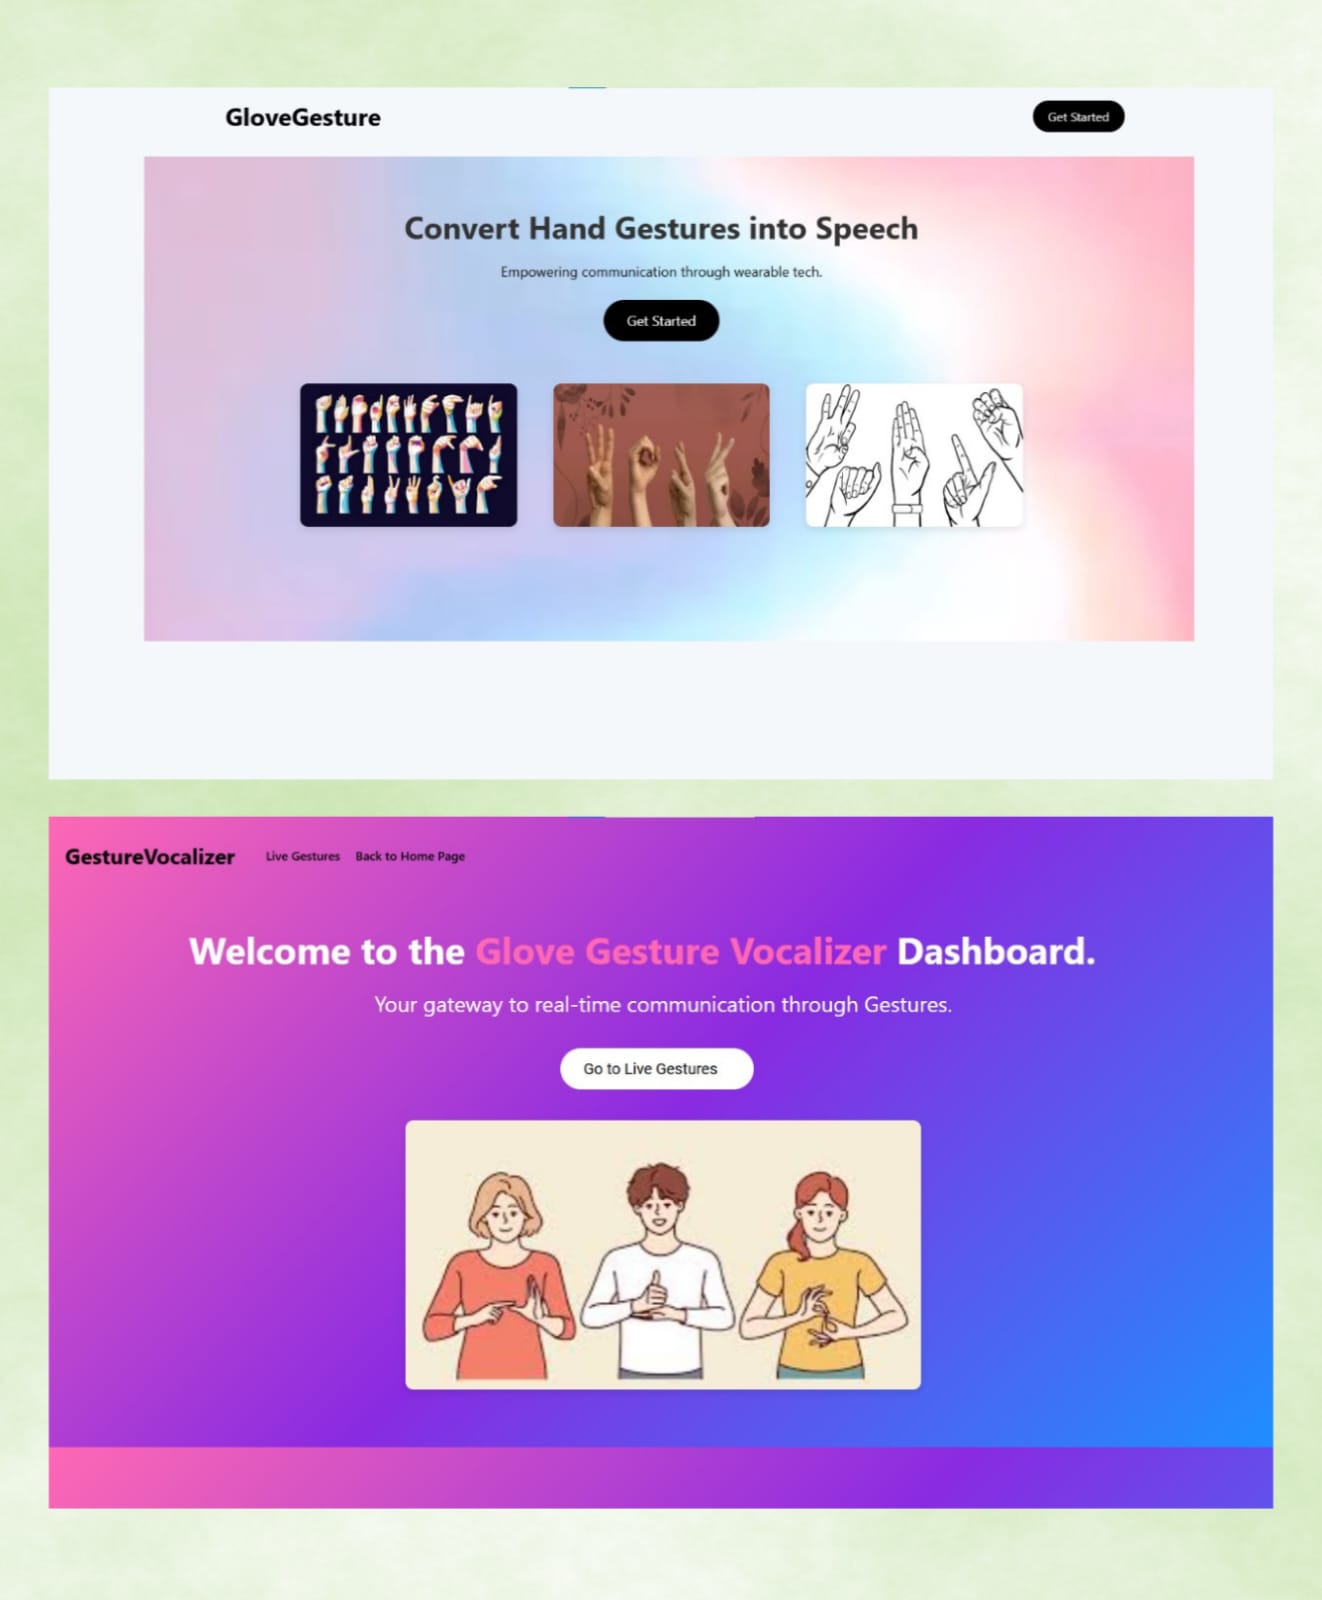 GloveGesture
Get Started
Convert Hand Gestures into Speech
Empowering communication through wearable tech.
Get Started
GestureVocalizer Live Gestures Back to Home Page
Welcome to the Glove Gesture Vocalizer Dashboard.
Your gateway to real-time communication through Gestures.
Go to Live Gestures